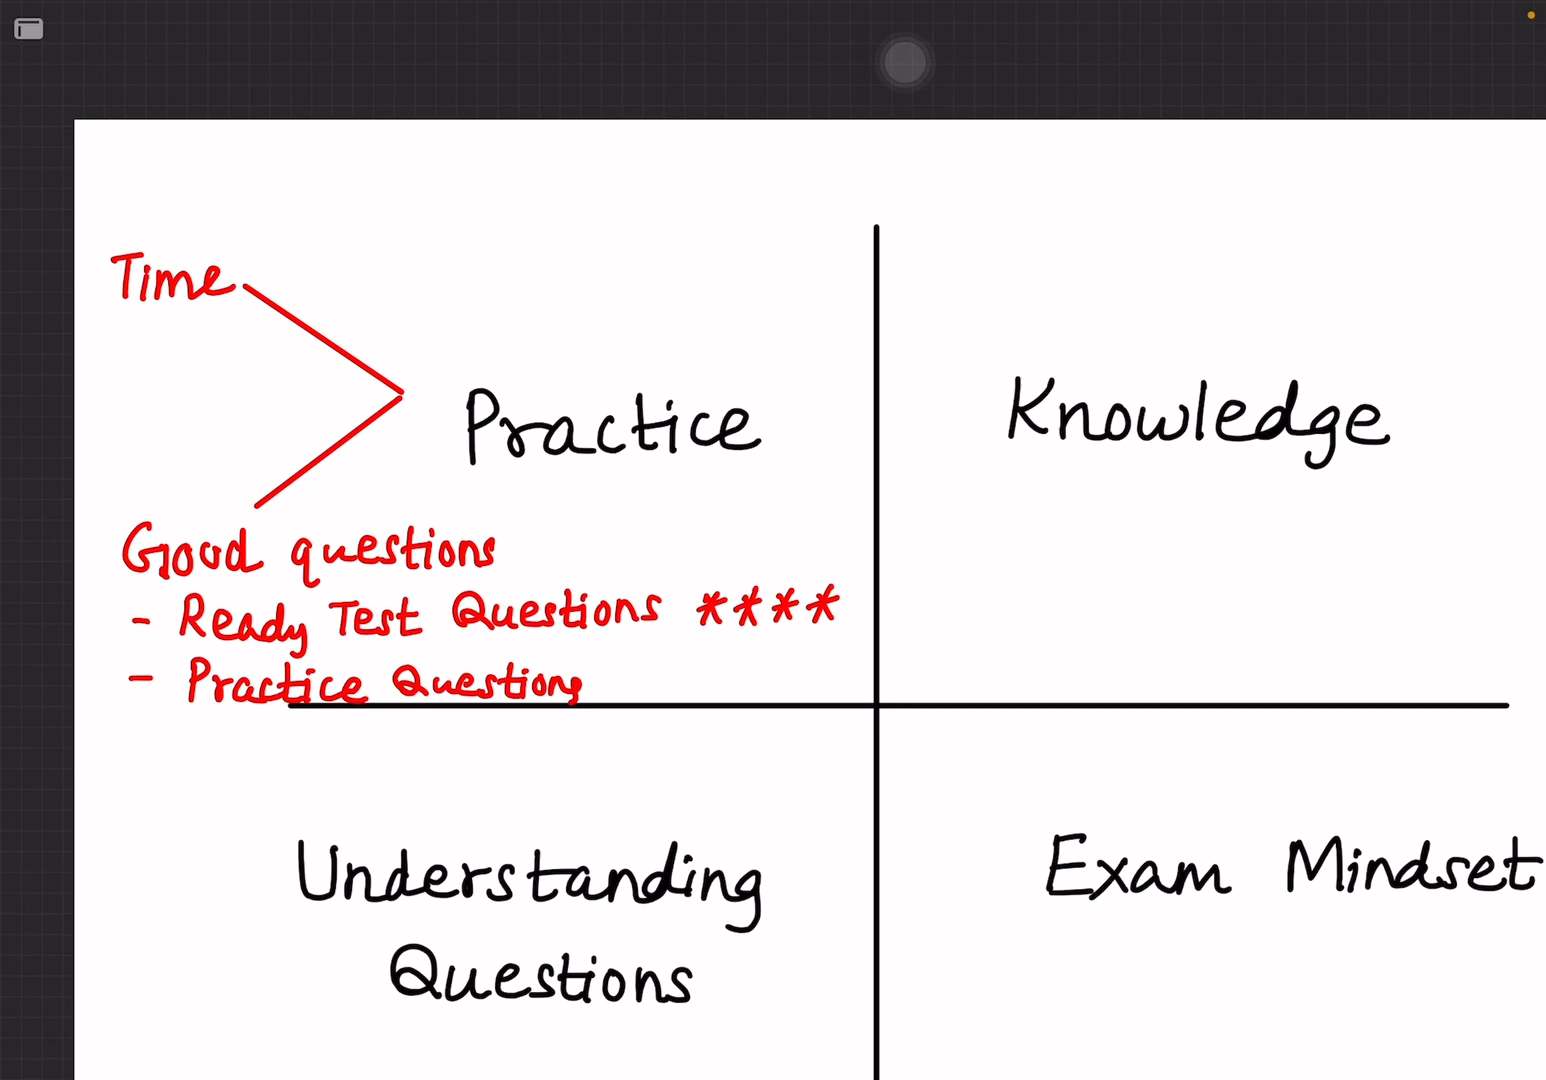 Time
Practice
Knowledge
Good questions
- Ready Test Questions ****
- Practice Questions
Understanding
Questions
Exam Mindset